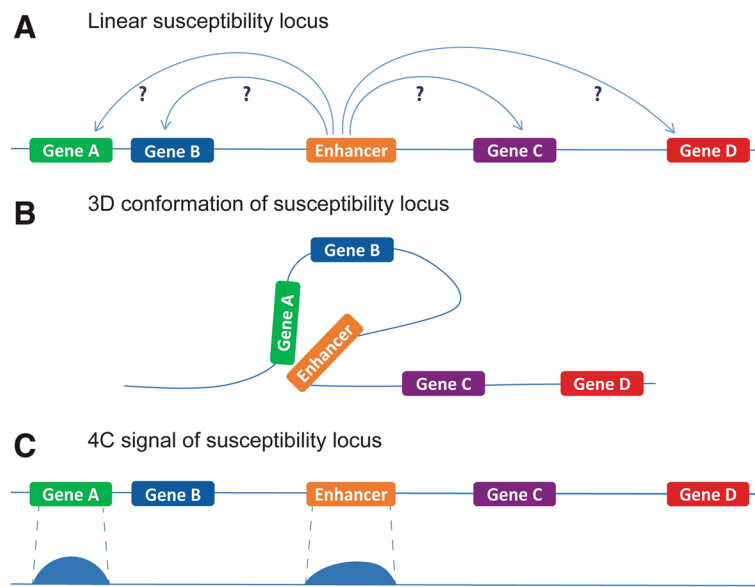 A Linear susceptibility locus
? ? ? ?
Gene A Gene B Enhancer Gene C Gene D
B 3D conformation of susceptibility locus
Gene B
Gene A
Enhancer
Gene C Gene D
C 4C signal of susceptibility locus
Gene A Gene B Enhancer Gene C Gene D